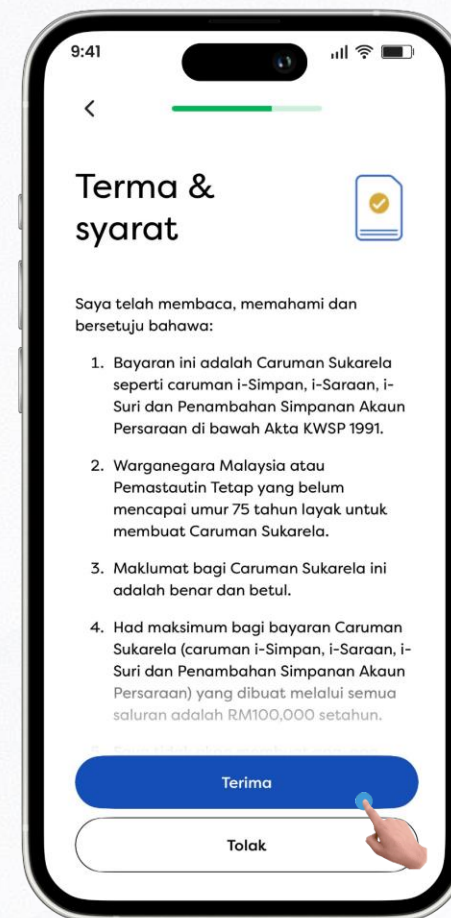 9:41
Terma &
syarat
Saya telah membaca, memahami dan
bersetuju bahawa:
1. Bayaran ini adalah Caruman Sukarela
seperti caruman i-Simpan, i-Saraan, i-
Suri dan Penambahan Simpanan Akaun
Persaraan di bawah Akta KWSP 1991.
2. Warganegara Malaysia atau
Pemastautin Tetap yang belum
mencapai umur 75 tahun layak untuk
membuat Caruman Sukarela.
3. Maklumat bagi Caruman Sukarela ini
adalah benar dan betul.
4. Had maksimum bagi bayaran Caruman
Sukarela (caruman i-Simpan, i-Saraan, i-
Suri dan Penambahan Simpanan Akaun
Persaraan) yang dibuat melalui semua
saluran adalah RM100,000 setahun.
Terima
Tolak